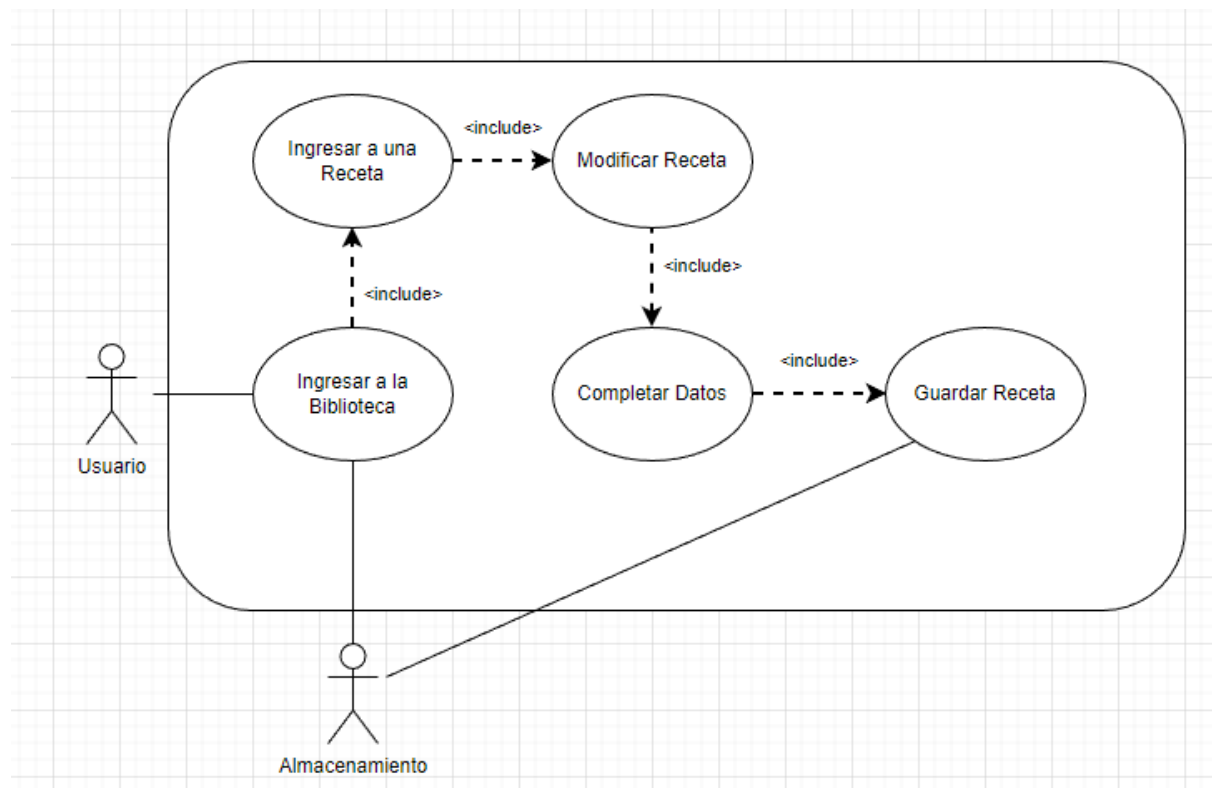 <include>
Ingresar a una
Receta
Modificar Receta
<include>
<include>
Ingresar a la
Biblioteca
<include>
Completar Datos
Guardar Receta
Usuario
Almacenamiento